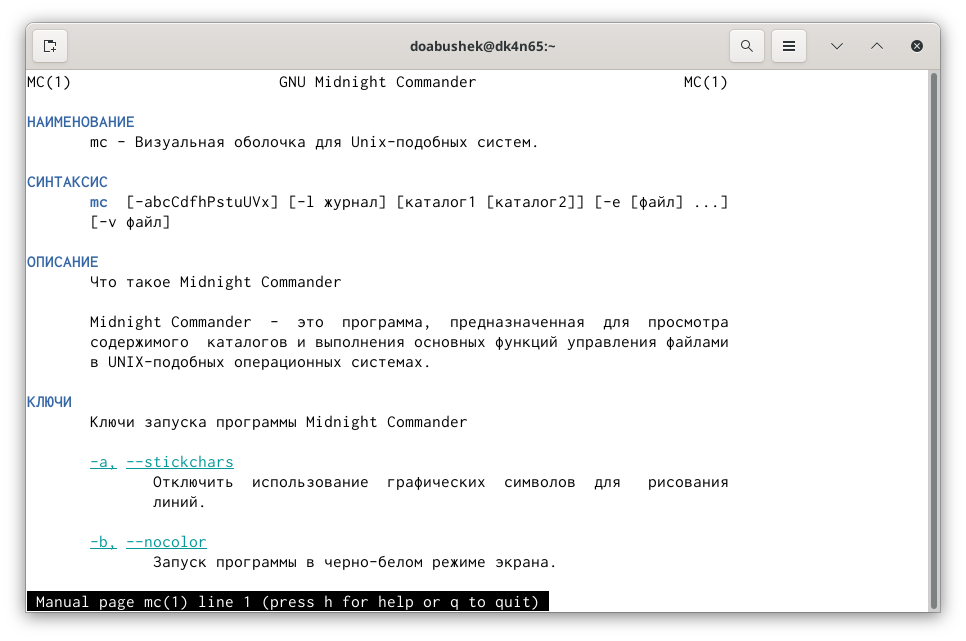 doabushek@dk4n65:~
MC(1) GNU Midnight Commander MC(1)
НАИМЕНОВАНИЕ
mc - Визуальная оболочка для Unix-подобных систем.
СИНТАКСИС
mc [-abcCdfhPstuUVx] [-l журнал] [каталог1 [каталог2]] [-e [файл] ...]
[-v файл]
ОПИСАНИЕ
Что такое Midnight Commander
Midnight Commander - это программа, предназначенная для просмотра
содержимого каталогов и выполнения основных функций управления файлами
в UNIX-подобных операционных системах.
КЛЮЧИ
Ключи запуска программы Midnight Commander
-a, --stickchars
Отключить использование графических символов для рисования
линий.
-b, --nocolor
Запуск программы в черно-белом режиме экрана.
Manual page mc(1) line 1 (press h for help or q to quit)